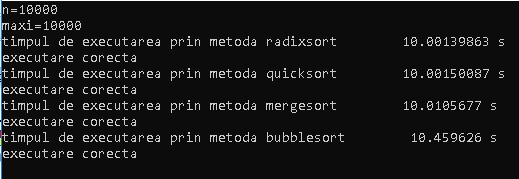 n=10000
maxi=10000
timpul de executarea prin metoda radixsort 10.00139863 s
executare corecta
timpul de executarea prin metoda quicksort 10.00150087 s
executare corecta
timpul de executarea prin metoda mergesort 10.0105677 s
executare corecta
timpul de executarea prin metoda bubblesort 10.459626 s
executare corecta